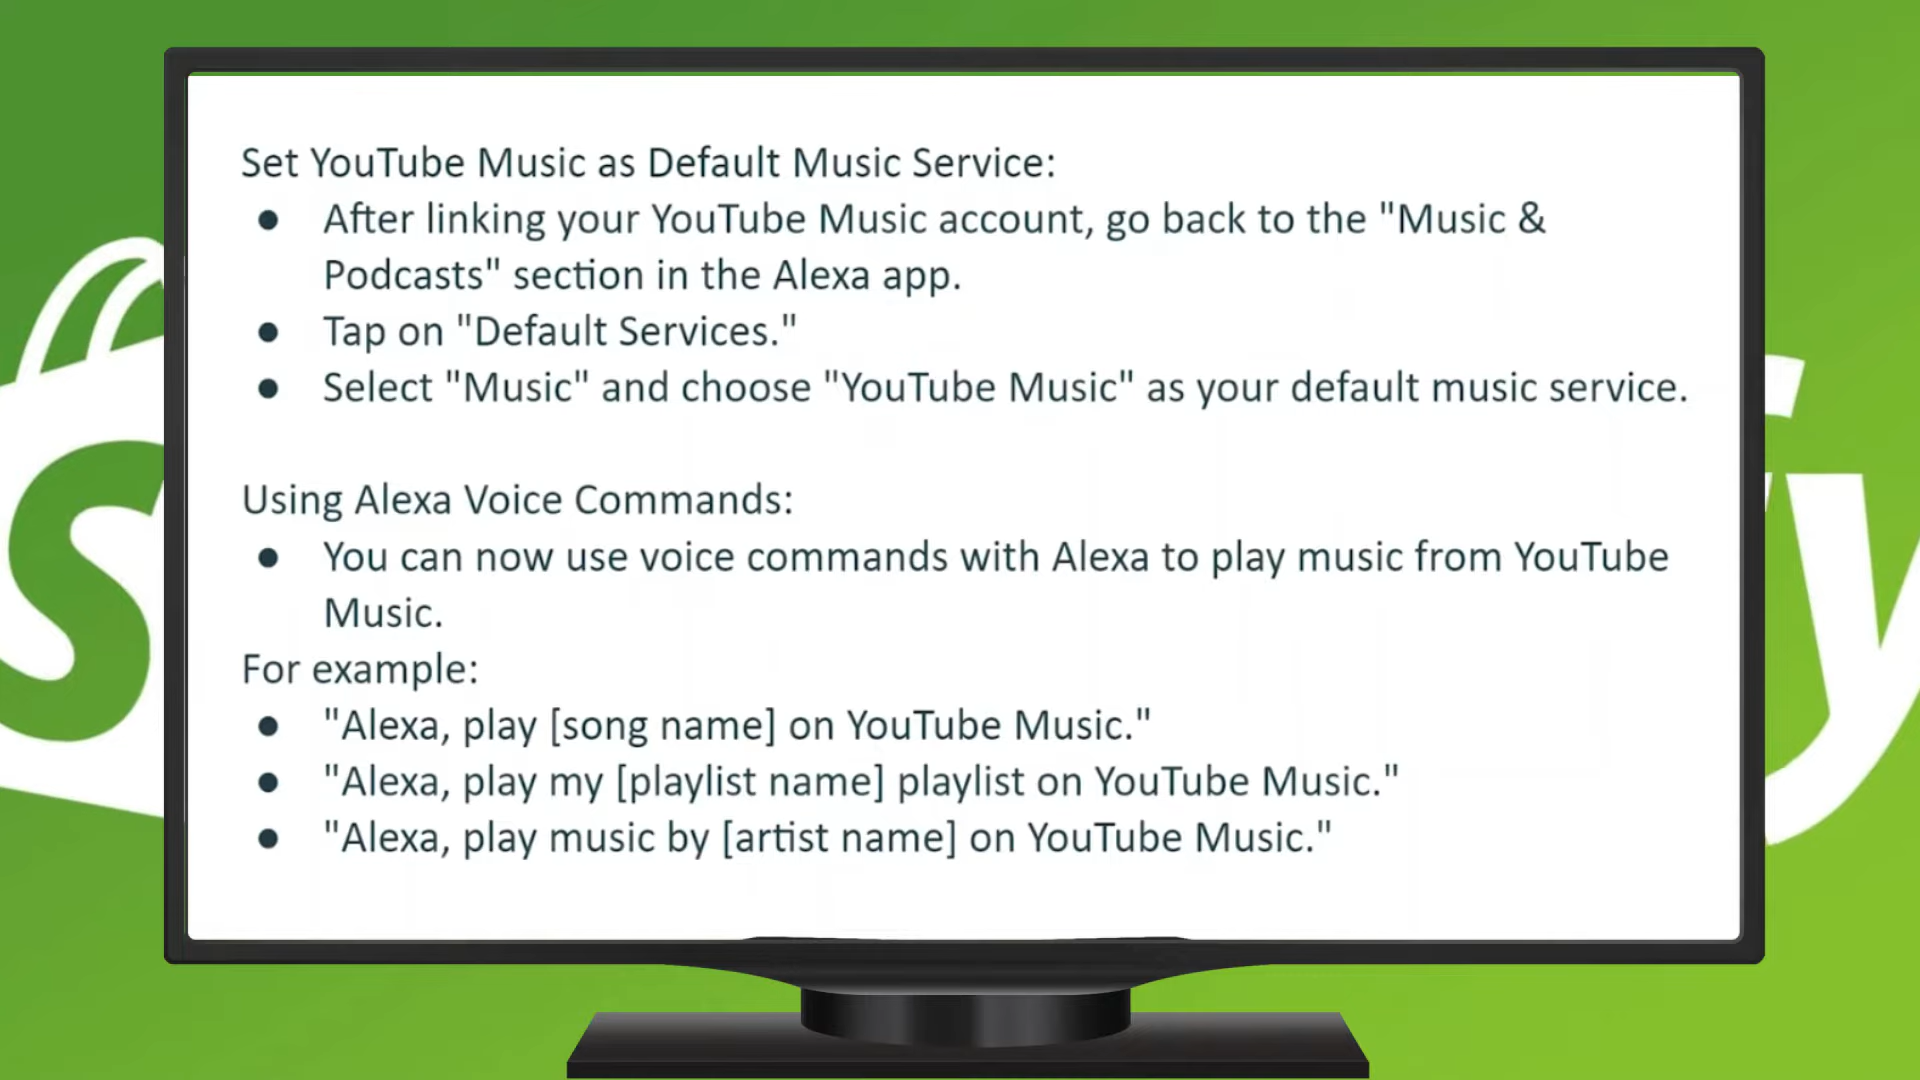 Set YouTube Music as Default Music Service:
● After linking your YouTube Music account, go back to the "Music &
Podcasts" section in the Alexa app.
● Tap on "Default Services."
● Select "Music" and choose "YouTube Music" as your default music service.
Using Alexa Voice Commands:
● You can now use voice commands with Alexa to play music from YouTube
Music.
For example:
● "Alexa, play [song name] on YouTube Music."
● "Alexa, play my [playlist name] playlist on YouTube Music."
● "Alexa, play music by [artist name] on YouTube Music."